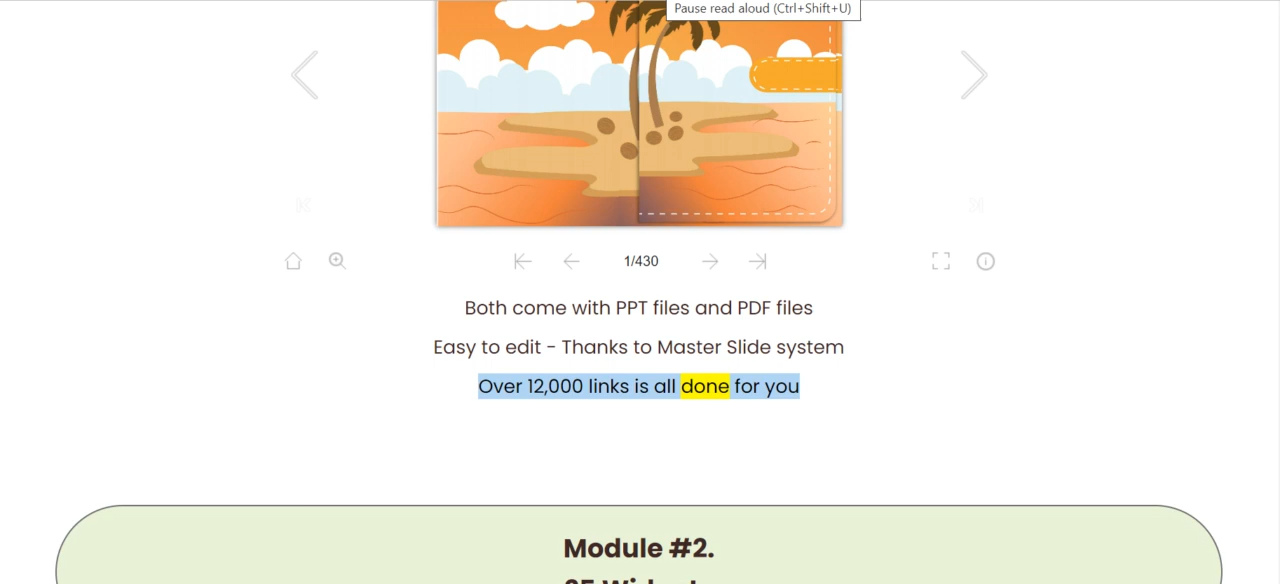 Pause read aloud (Ctrl+Shift+U)
1/430
Both come with PPT files and PDF files
Easy to edit - Thanks to Master Slide system
Over 12,000 links is all done for you
Module #2.